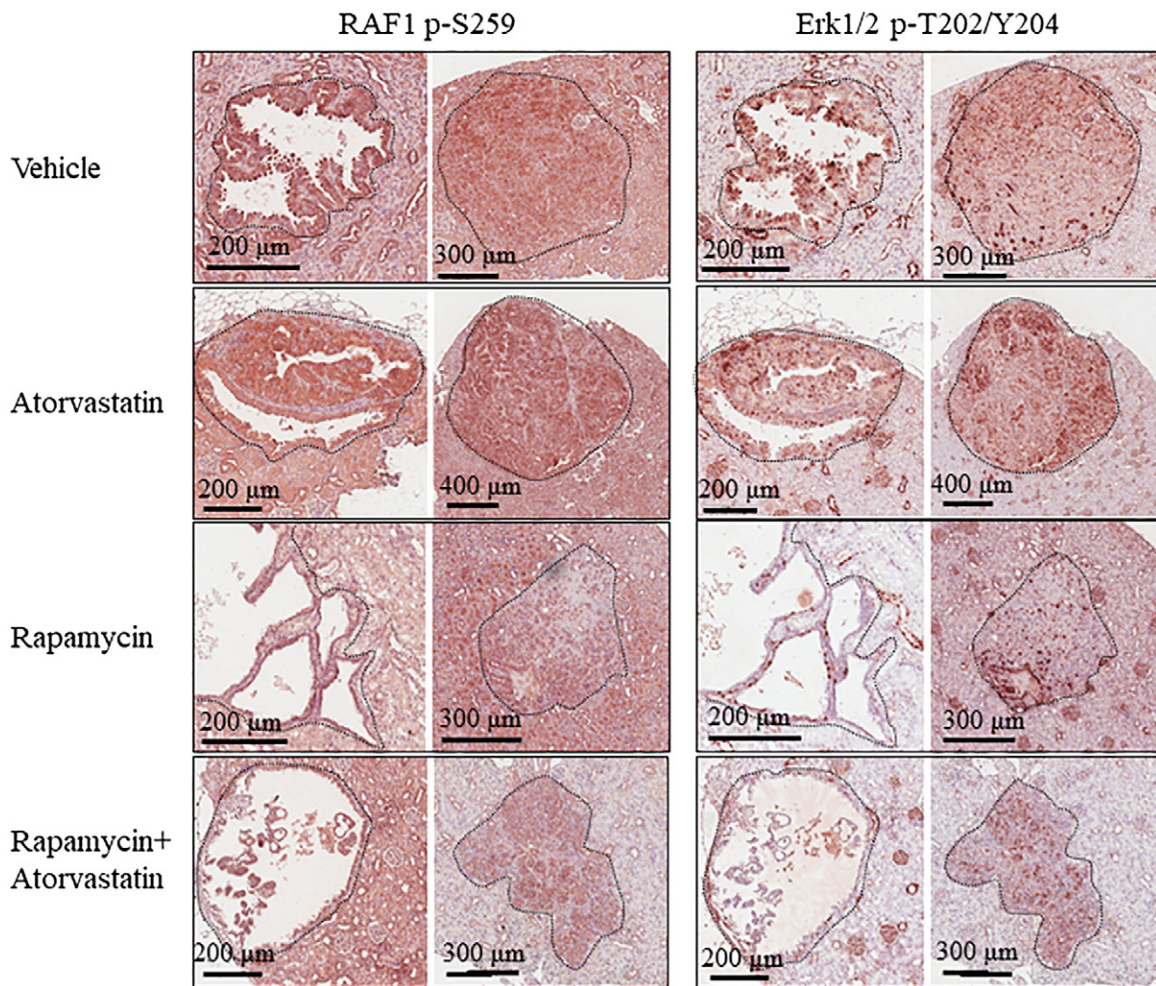 RAF1 p-S259
Erk1/2 p-T202/Y204
Vehicle
200 µm
300 µm
200 µm
300 µm
Atorvastatin
200 µm
400 µm
200 µm
400 µm
Rapamycin
200 µm
300 µm
200 µm
300 µm
Rapamycin+
Atorvastatin
200 µm
300 µm
200 µm
300 µm